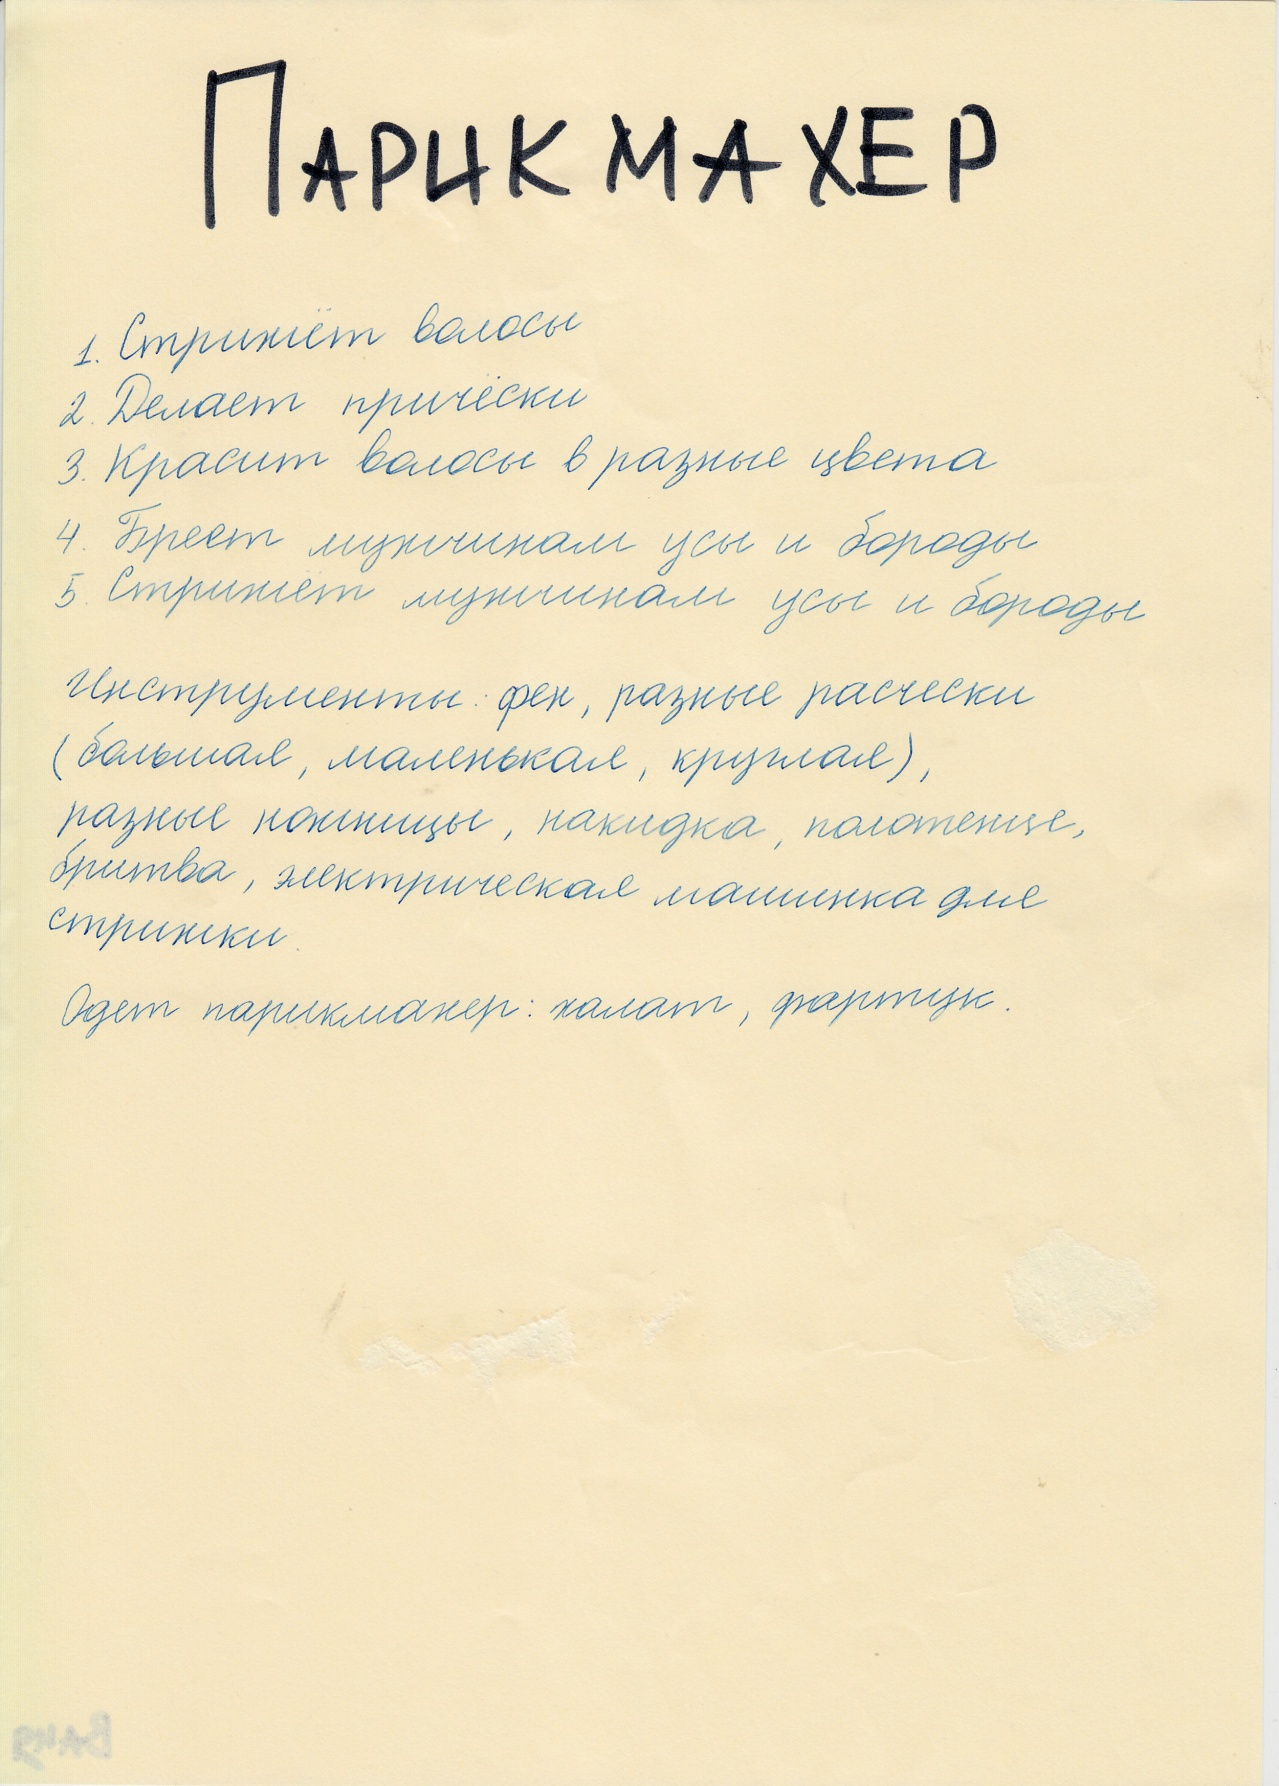 ПАРИКМАХЕР
1. Стрижёт волосы
2. Делает причёски
3. Красит волосы в разные цвета
4. Бреет мужчинам усы и бороды
5. Стрижёт мужчинам усы и бороды
Инструменты: фен, разные расчески
(большая, маленькая, круглая),
разные ножницы, накидка, полотенце,
бритва, электрическая машинка для
стрижки.
Одет парикмахер: халат, фартук.
Ваня